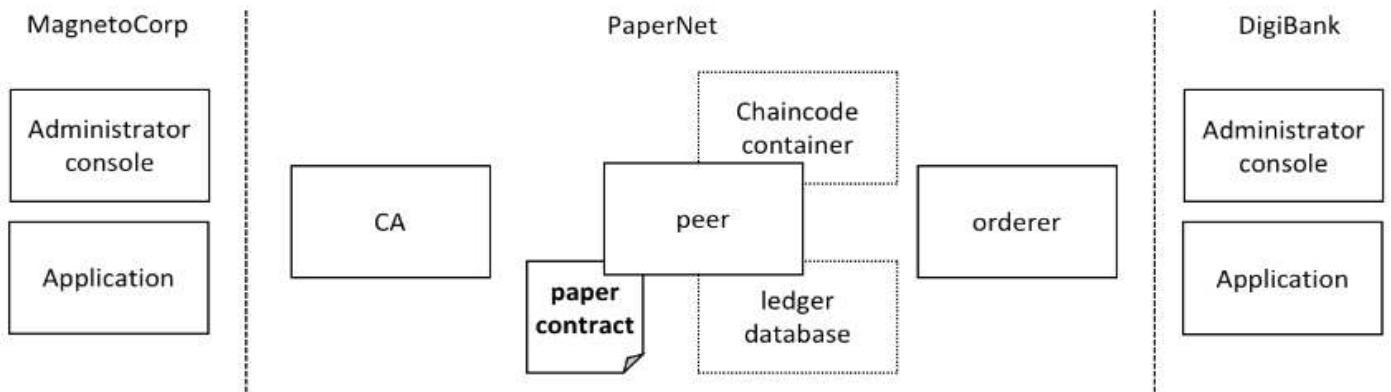 MagnetoCorp
PaperNet
DigiBank
Administrator
console
Application
CA
Chaincode
container
peer
paper
contract
ledger
database
orderer
Administrator
console
Application